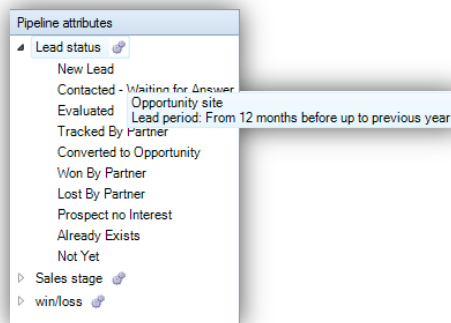 Pipeline attributes
Lead status
New Lead
Contacted - Waiting for Answer
Evaluated
Opportunity site
Lead period: From 12 months before up to previous year
Tracked By Partner
Converted to Opportunity
Won By Partner
Lost By Partner
Prospect no Interest
Already Exists
Not Yet
Sales stage
win/loss